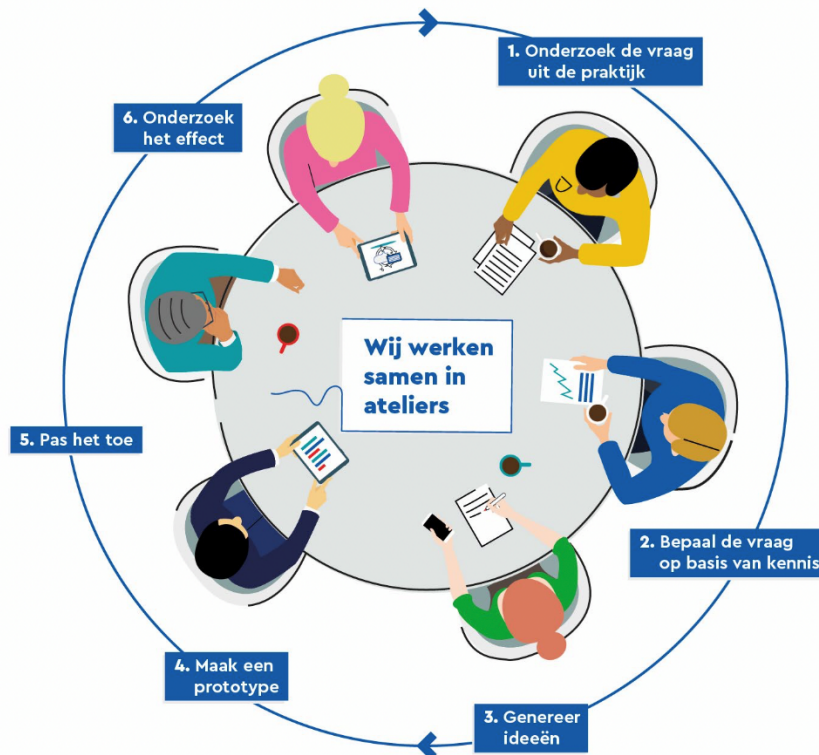 1. Onderzoek de vraag
uit de praktijk
6. Onderzoek
het effect
Wij werken
samen in
ateliers
5. Pas het toe
2. Bepaal de vraag
op basis van kennis
4. Maak een
prototype
3. Genereer
ideeën